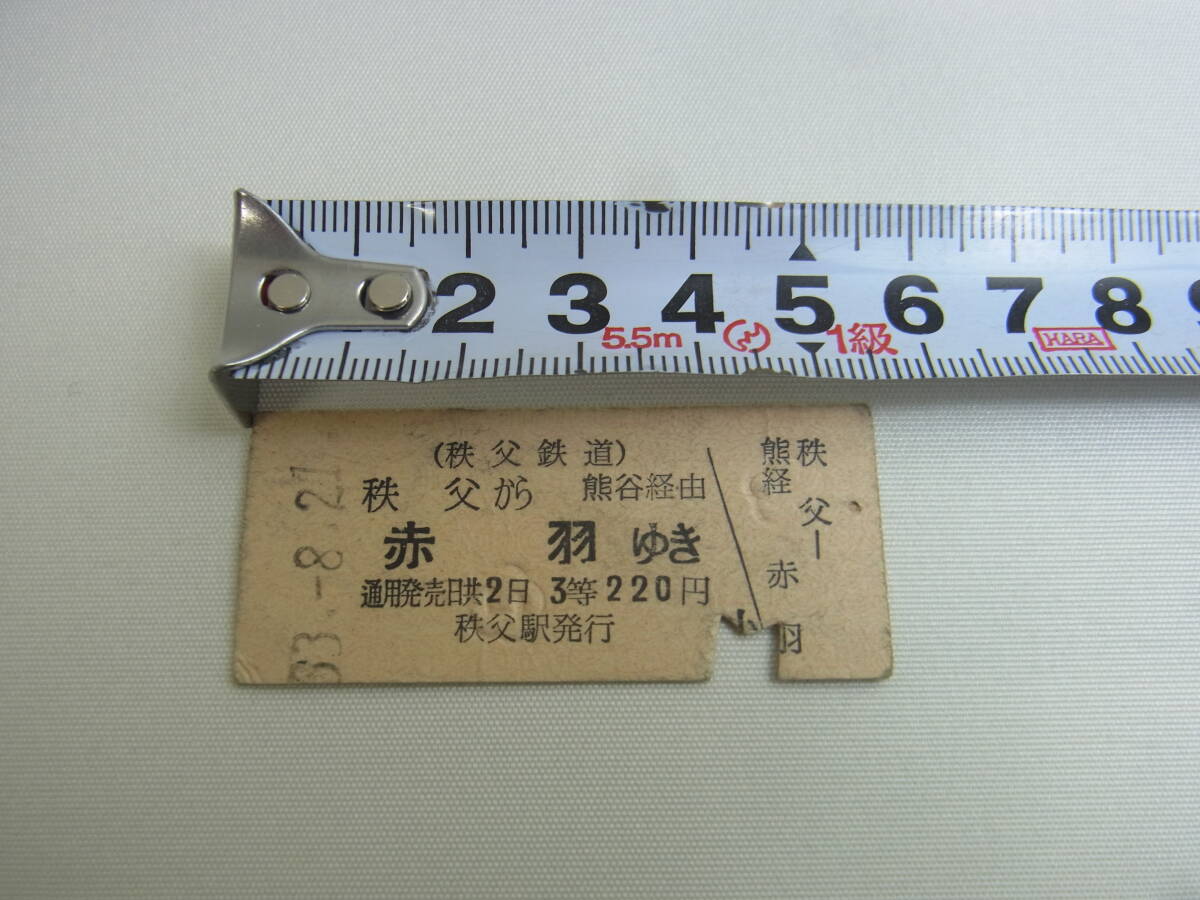 2 3 4 5 6 7 8
5.5m 1級 HARA
(秩父鉄道)
秩父から 熊谷経由
赤羽ゆき
通用発売日共2日 3等220円
秩父駅発行
秩父―赤羽
熊経
小
-8.21